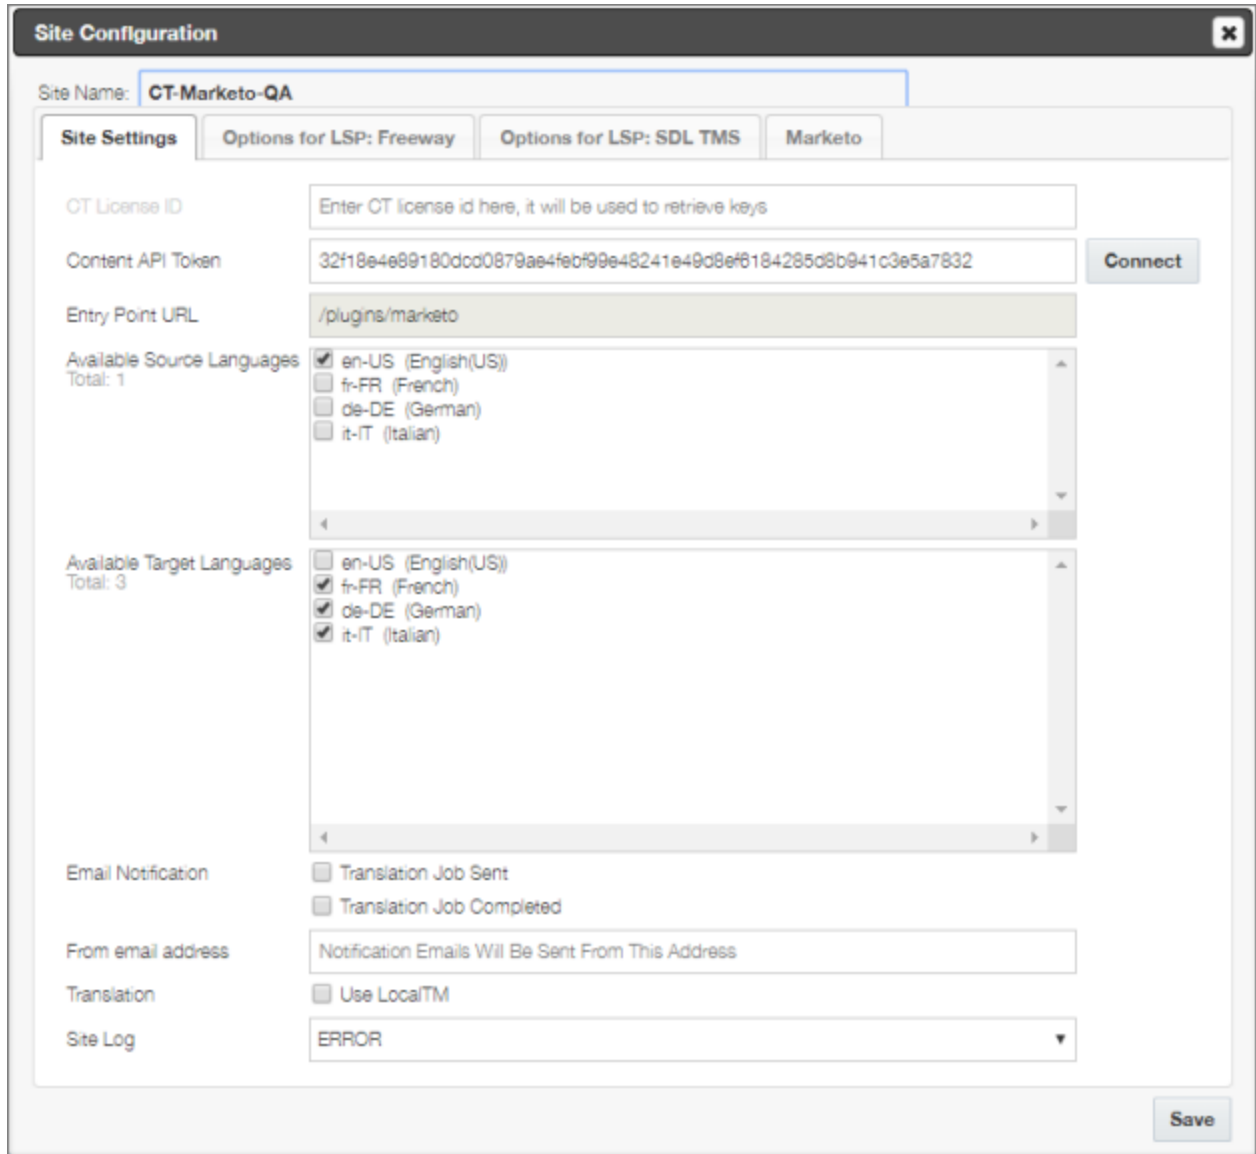 Site Configuration
Site Name: CT-Marketo-QA
Site Settings Options for LSP: Freeway Options for LSP: SDL TMS Marketo
CT License ID Enter CT license id here, it will be used to retrieve keys
Content API Token 32f18e4e89180dcd0879ae4febf99e48241e49d8ef6184285d8b941c3e5a7832 Connect
Entry Point URL /plugins/marketo
Available Source Languages en-US (English(US))
Total: 1 fr-FR (French)
de-DE (German)
it-IT (Italian)
Available Target Languages en-US (English(US))
Total: 3 fr-FR (French)
de-DE (German)
it-IT (Italian)
Email Notification Translation Job Sent
Translation Job Completed
From email address Notification Emails Will Be Sent From This Address
Translation Use LocalTM
Site Log ERROR
Save